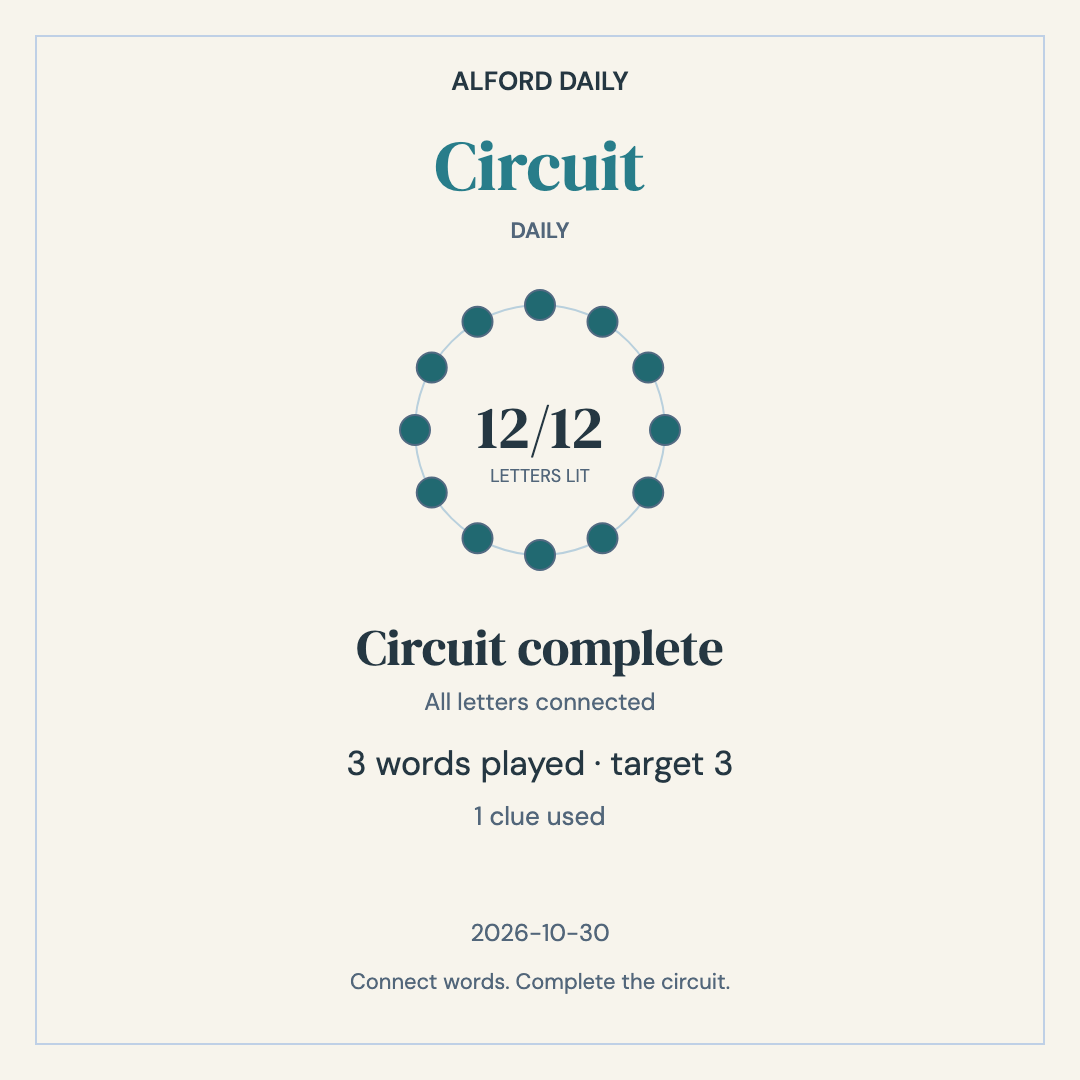 ALFORD DAILY
Circuit
DAILY
12/12
LETTERS LIT
Circuit complete
All letters connected
3 words played · target 3
1 clue used
2026-10-30
Connect words. Complete the circuit.